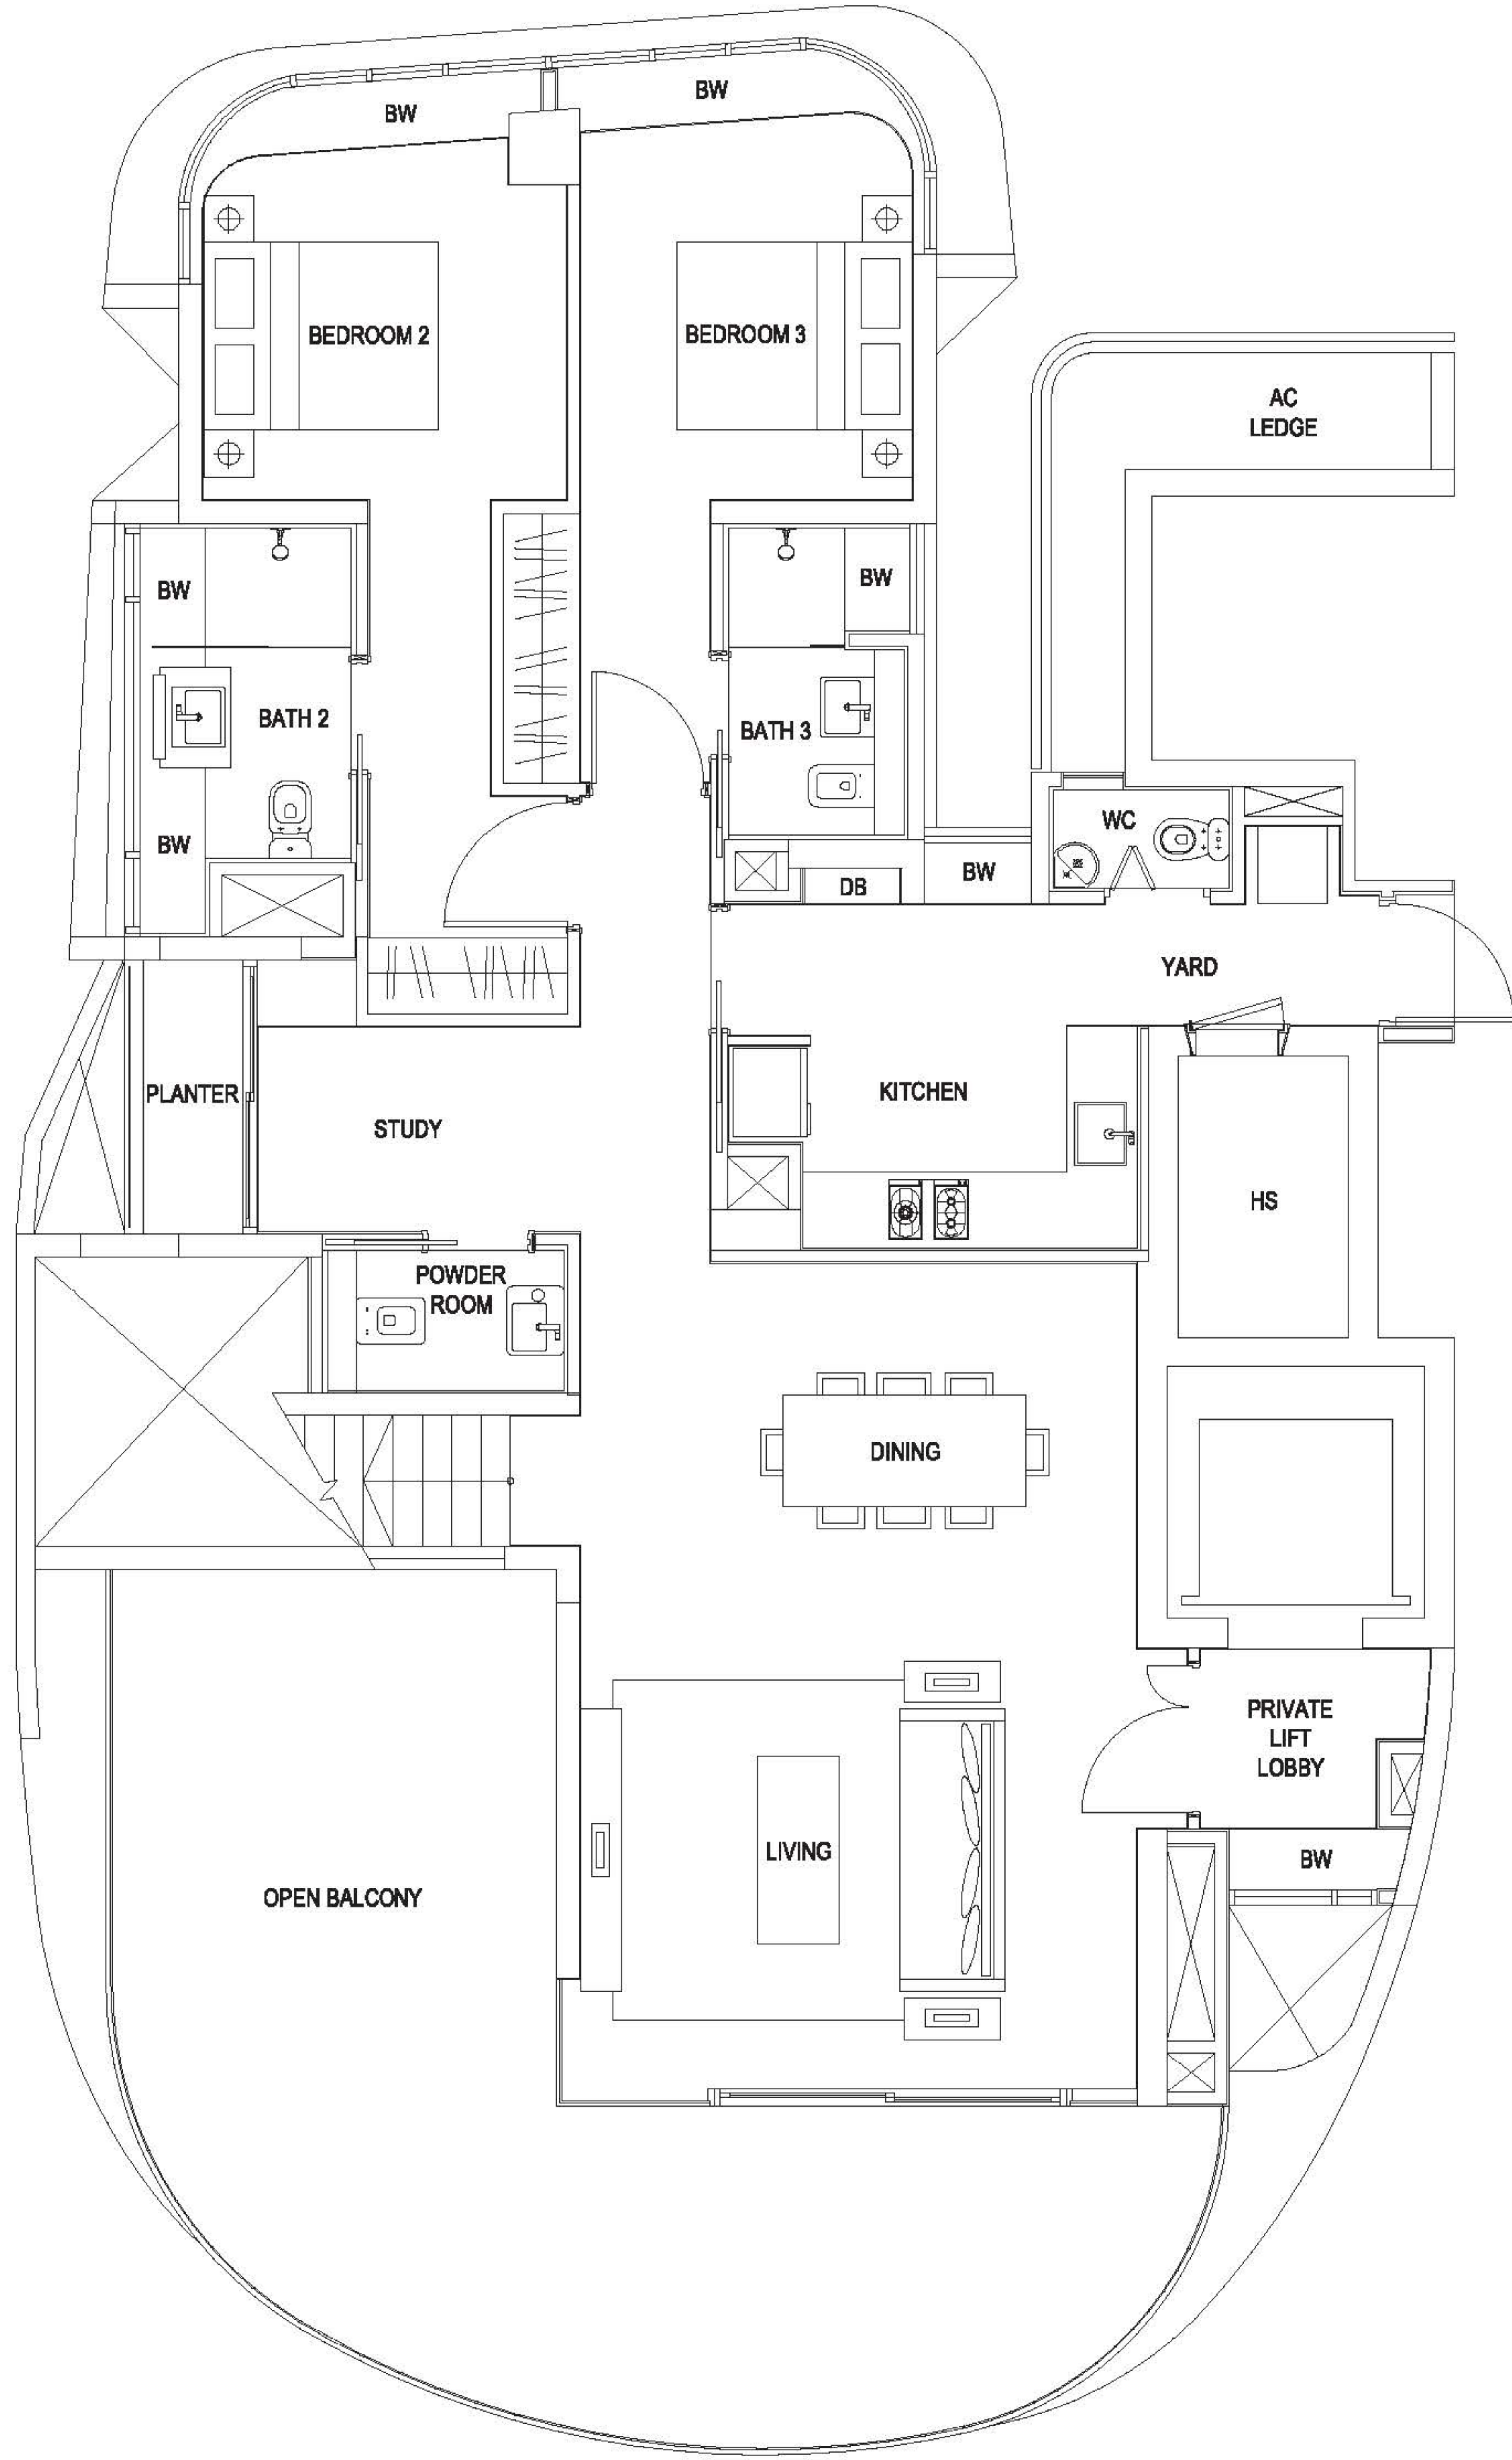 BW
BW
BEDROOM 2
BEDROOM 3
AC
LEDGE
BW
BW
BATH 2
BATH 3
WC
BW
DB
BW
YARD
PLANTER
STUDY
KITCHEN
HS
POWDER
ROOM
DINING
PRIVATE
LIFT
LOBBY
LIVING
BW
OPEN BALCONY